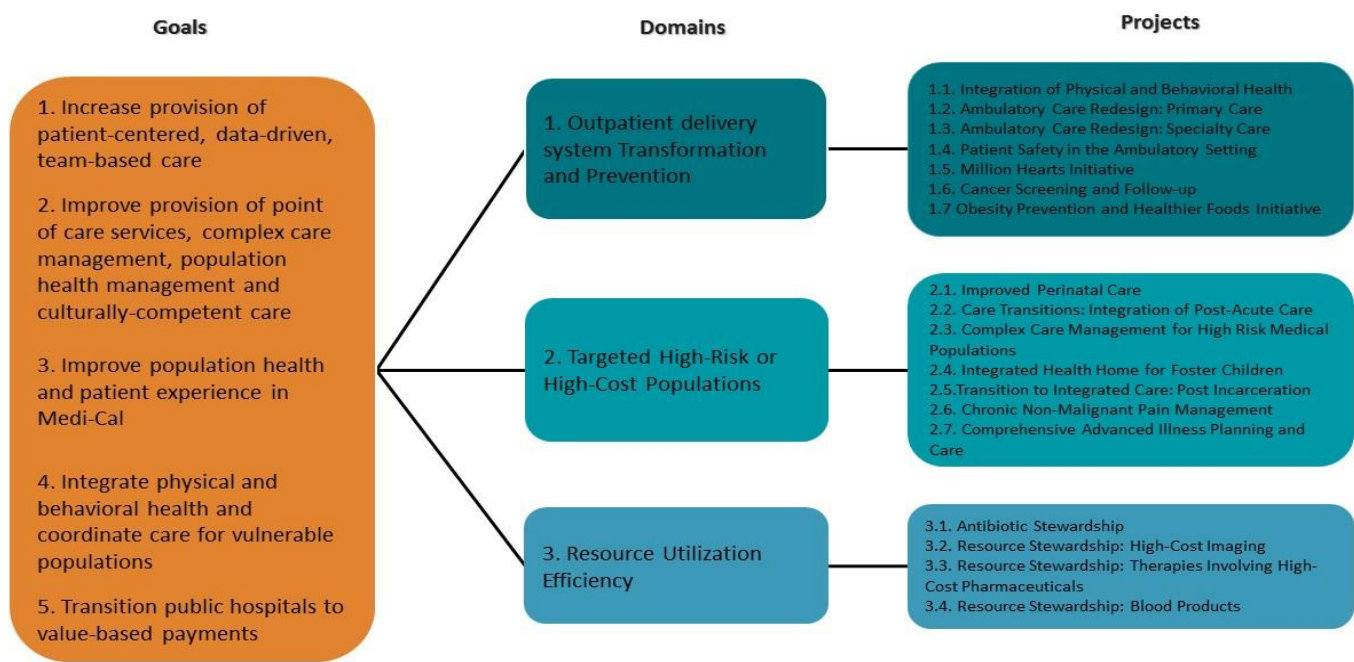 Goals
Domains
Projects
1. Increase provision of
patient-centered, data-driven,
team-based care
2. Improve provision of point
of care services, complex care
management, population
health management and
culturally-competent care
3. Improve population health
and patient experience in
Medi-Cal
4. Integrate physical and
behavioral health and
coordinate care for vulnerable
populations
5. Transition public hospitals to
value-based payments
1. Outpatient delivery
system Transformation
and Prevention
2. Targeted High-Risk or
High-Cost Populations
3. Resource Utilization
Efficiency
1.1. Integration of Physical and Behavioral Health
1.2. Ambulatory Care Redesign: Primary Care
1.3. Ambulatory Care Redesign: Specialty Care
1.4. Patient Safety in the Ambulatory Setting
1.5. Million Hearts Initiative
1.6. Cancer Screening and Follow-up
1.7 Obesity Prevention and Healthier Foods Initiative
2.1. Improved Perinatal Care
2.2. Care Transitions: Integration of Post-Acute Care
2.3. Complex Care Management for High Risk Medical
Populations
2.4. Integrated Health Home for Foster Children
2.5.Transition to Integrated Care: Post Incarceration
2.6. Chronic Non-Malignant Pain Management
2.7. Comprehensive Advanced Illness Planning and
Care
3.1. Antibiotic Stewardship
3.2. Resource Stewardship: High-Cost Imaging
3.3. Resource Stewardship: Therapies Involving High-
Cost Pharmaceuticals
3.4. Resource Stewardship: Blood Products